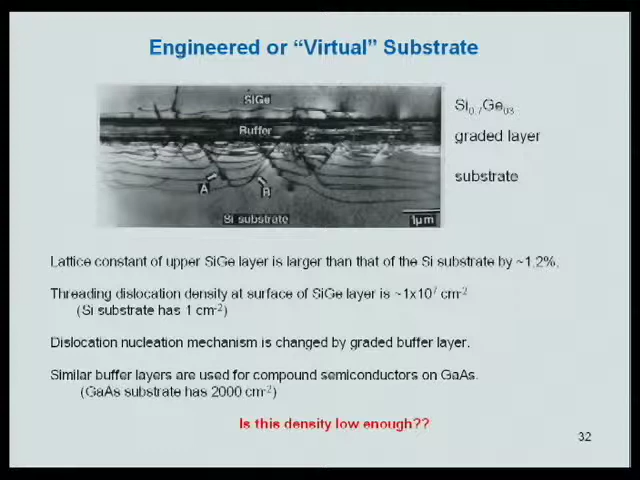 Engineered or “Virtual” Substrate
SiGe
Buffer
A
B
Si substrate
1µm
Si0.7Ge03
graded layer
substrate
Lattice constant of upper SiGe layer is larger than that of the Si substrate by ~1.2%.
Threading dislocation density at surface of SiGe layer is ~1x10⁷ cm⁻²
(Si substrate has 1 cm⁻²)
Dislocation nucleation mechanism is changed by graded buffer layer.
Similar buffer layers are used for compound semiconductors on GaAs.
(GaAs substrate has 2000 cm⁻²)
Is this density low enough??
32